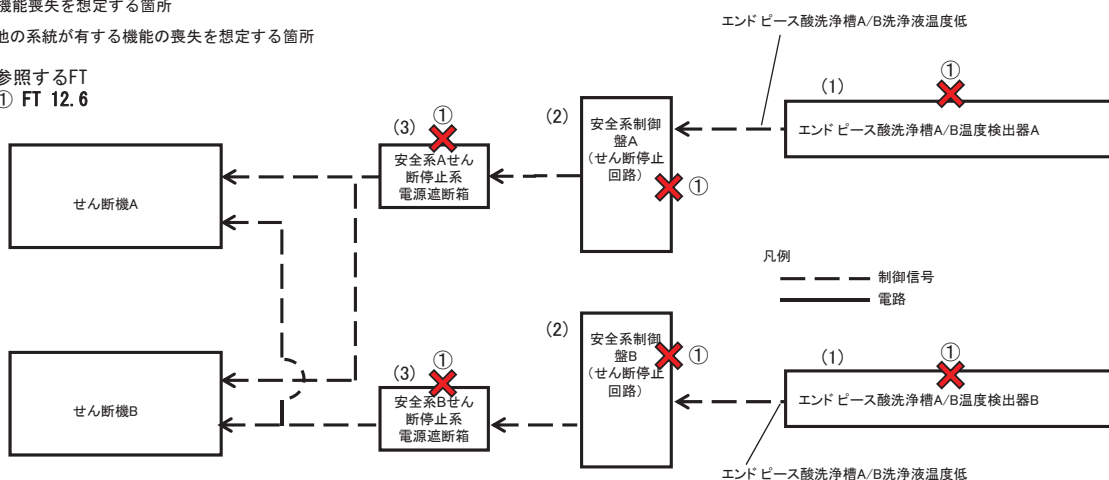 機能喪失を想定する箇所
他の系統が有する機能の喪失を想定する箇所
参照するFT
① FT 12.6
エンドピース酸洗浄槽A/B洗浄液温度低
(1)
①
エンドピース酸洗浄槽A/B温度検出器A
(2)
安全系制御
盤A
(せん断停止
回路)
①
(3)
①
安全系Aせん
断停止系
電源遮断箱
せん断機A
凡例
制御信号
電路
(2)
安全系制御
盤B
(せん断停止
回路)
①
(1)
①
エンドピース酸洗浄槽A/B温度検出器B
(3)
①
安全系Bせん
断停止系
電源遮断箱
せん断機B
エンドピース酸洗浄槽A/B洗浄液温度低